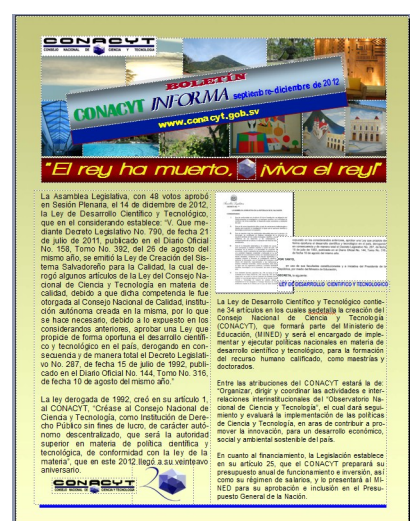 CONACYT
CONSEJO NACIONAL DE CIENCIA Y TECNOLOGIA
BOLETIN
CONACYT INFORMA septiembre-diciembre de 2012
www.conacyt.gob.sv
"El rey ha muerto, ¡viva el rey!"
La Asamblea Legislativa, con 48 votos aprobó
en Sesión Plenaria, el 14 de diciembre de 2012,
la Ley de Desarrollo Científico y Tecnológico,
que en el considerando establece: "V. Que me-
diante Decreto Legislativo No. 790, de fecha 21
de julio de 2011, publicado en el Diario Oficial
No. 158, Tomo No. 392, del 26 de agosto del
mismo año, se emitió la Ley de Creación del Sis-
tema Salvadoreño para la Calidad, la cual de-
rogó algunos artículos de la Ley del Consejo Na-
cional de Ciencia y Tecnología en materia de
calidad, debido a que dicha competencia le fue
otorgada al Consejo Nacional de Calidad, institu-
ción autónoma creada en la misma, por lo que
se hace necesario, debido a lo expuesto en los
considerandos anteriores, aprobar una Ley que
propicie de forma oportuna el desarrollo científi-
co y tecnológico en el país, derogando en con-
secuencia y de manera total el Decreto Legislati-
vo No. 287, de fecha 15 de julio de 1992, publi-
cado en el Diario Oficial No. 144, Tomo No. 316,
de fecha 10 de agosto del mismo año."
La ley derogada de 1992, creó en su artículo 1,
al CONACYT, "Créase al Consejo Nacional de
Ciencia y Tecnología, como Institución de Dere-
cho Público sin fines de lucro, de carácter autó-
nomo descentralizado, que será la autoridad
superior en materia de política científica y
tecnológica, de conformidad con la ley de la
materia", que en este 2012 llegó a su veinteavo
aniversario.
CONACYT
CONSEJO NACIONAL DE CIENCIA Y TECNOLOGIA
LEY DE DESARROLLO CIENTIFICO Y TECNOLOGICO
La Ley de Desarrollo Científico y Tecnológico contie-
ne 34 artículos en los cuales sedetalla la creación del
Consejo Nacional de Ciencia y Tecnología
(CONACYT), que formará parte del Ministerio de
Educación, (MINED) y será el encargado de imple-
mentar y ejecutar políticas nacionales en materia de
desarrollo científico y tecnológico, para la formación
del recurso humano calificado, como maestrías y
doctorados.
Entre las atribuciones del CONACYT estará la de:
"Organizar, dirigir y coordinar las actividades e inter-
relaciones interinstitucionales del "Observatorio Na-
cional de Ciencia y Tecnología", el cual dará segui-
miento y evaluará la implementación de las políticas
de Ciencia y Tecnología, en aras de contribuir a pro-
mover la innovación, para un desarrollo económico,
social y ambiental sostenible del país.
En cuanto al financiamiento, la Legislación establece
en su artículo 25, que el CONACYT preparará su
presupuesto anual de funcionamiento e inversión, así
como su régimen de salarios, y lo presentará al MI-
NED para su aprobación e inclusión en el Presu-
puesto General de la Nación.